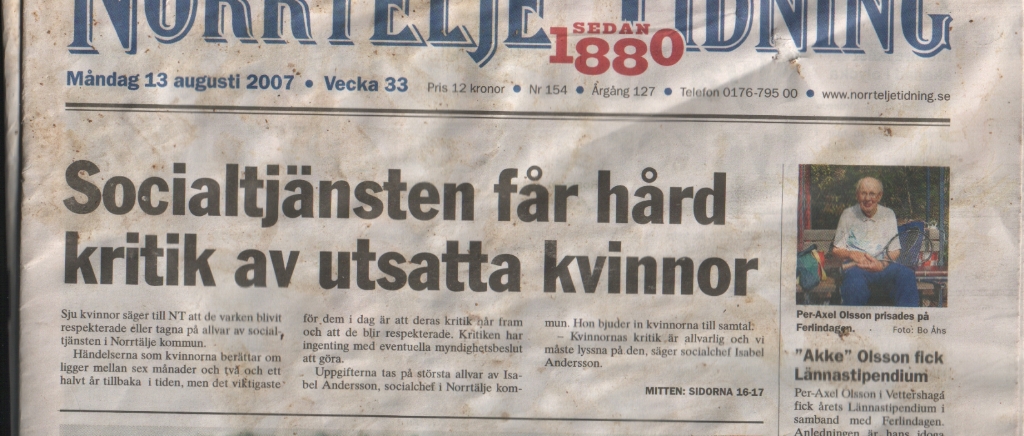 NORRTELJE TIDNING
SEDAN
1880
Måndag 13 augusti 2007 • Vecka 33 Pris 12 kronor • Nr 154 • Årgång 127 • Telefon 0176-795 00 • www.norrteljetidning.se
Socialtjänsten får hård
kritik av utsatta kvinnor
Sju kvinnor säger till NT att de varken blivit
respekterade eller tagna på allvar av social-
tjänsten i Norrtälje kommun.
Händelserna som kvinnorna berättar om
ligger mellan sex månader och två och ett
halvt år tillbaka i tiden, men det viktigaste
för dem i dag är att deras kritik når fram
och att de blir respekterade. Kritiken har
ingenting med eventuella myndighetsbeslut
att göra.
Uppgifterna tas på största allvar av Isa-
bel Andersson, socialchef i Norrtälje kom-
mun. Hon bjuder in kvinnorna till samtal:
– Kvinnornas kritik är allvarlig och vi
måste lyssna på den, säger socialchef Isabel
Andersson.
MITTEN: SIDORNA 16-17
Per-Axel Olsson prisades på
Ferlindagen. Foto: Bo Åhs
"Akke" Olsson fick
Lännastipendium
Per-Axel Olsson i Vettershaga
fick årets Lännastipendium i
samband med Ferlindagen.
Anledningen är hans idoga